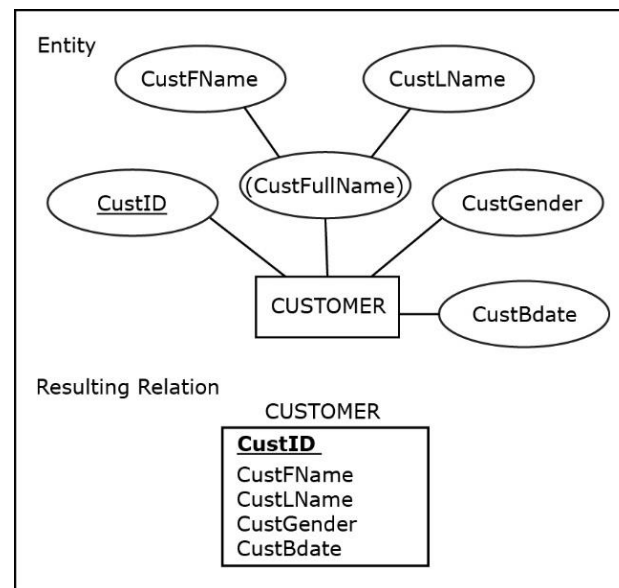 Entity
CustFName
CustLName
(CustFullName)
CustID
CustGender
CUSTOMER
CustBdate
Resulting Relation
CUSTOMER
CustID
CustFName
CustLName
CustGender
CustBdate